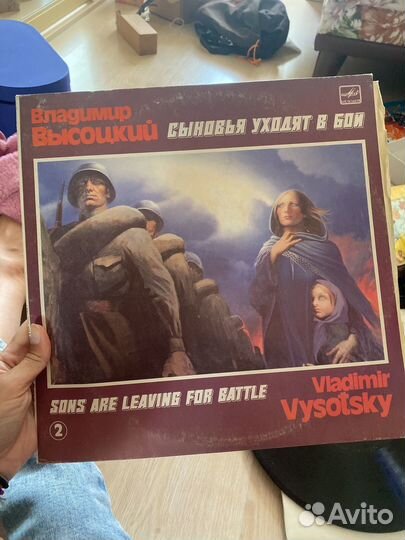 Владимир
Высоцкий
СЫНОВЬЯ УХОДЯТ В БОЙ
SONS ARE LEAVING FOR BATTLE
Vladimir
Vysotsky
2
Avito